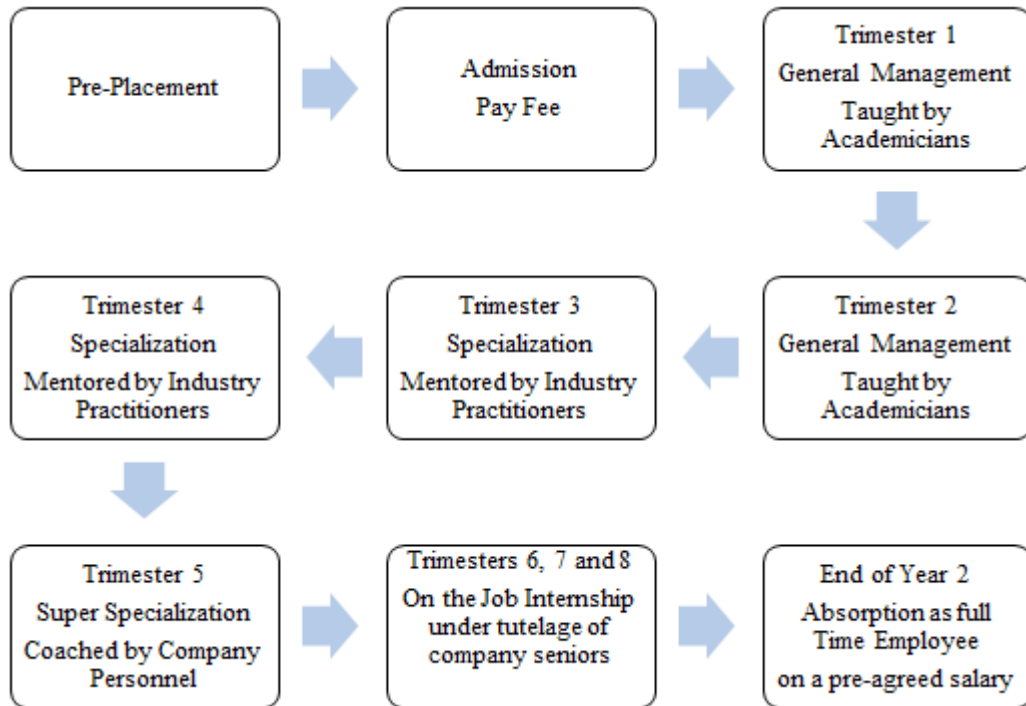 Pre-Placement
Admission
Pay Fee
Trimester 1
General Management
Taught by
Academicians
Trimester 2
General Management
Taught by
Academicians
Trimester 3
Specialization
Mentored by Industry
Practitioners
Trimester 4
Specialization
Mentored by Industry
Practitioners
Trimester 5
Super Specialization
Coached by Company
Personnel
Trimesters 6, 7 and 8
On the Job Internship
under tutelage of
company seniors
End of Year 2
Absorption as full
Time Employee
on a pre-agreed salary